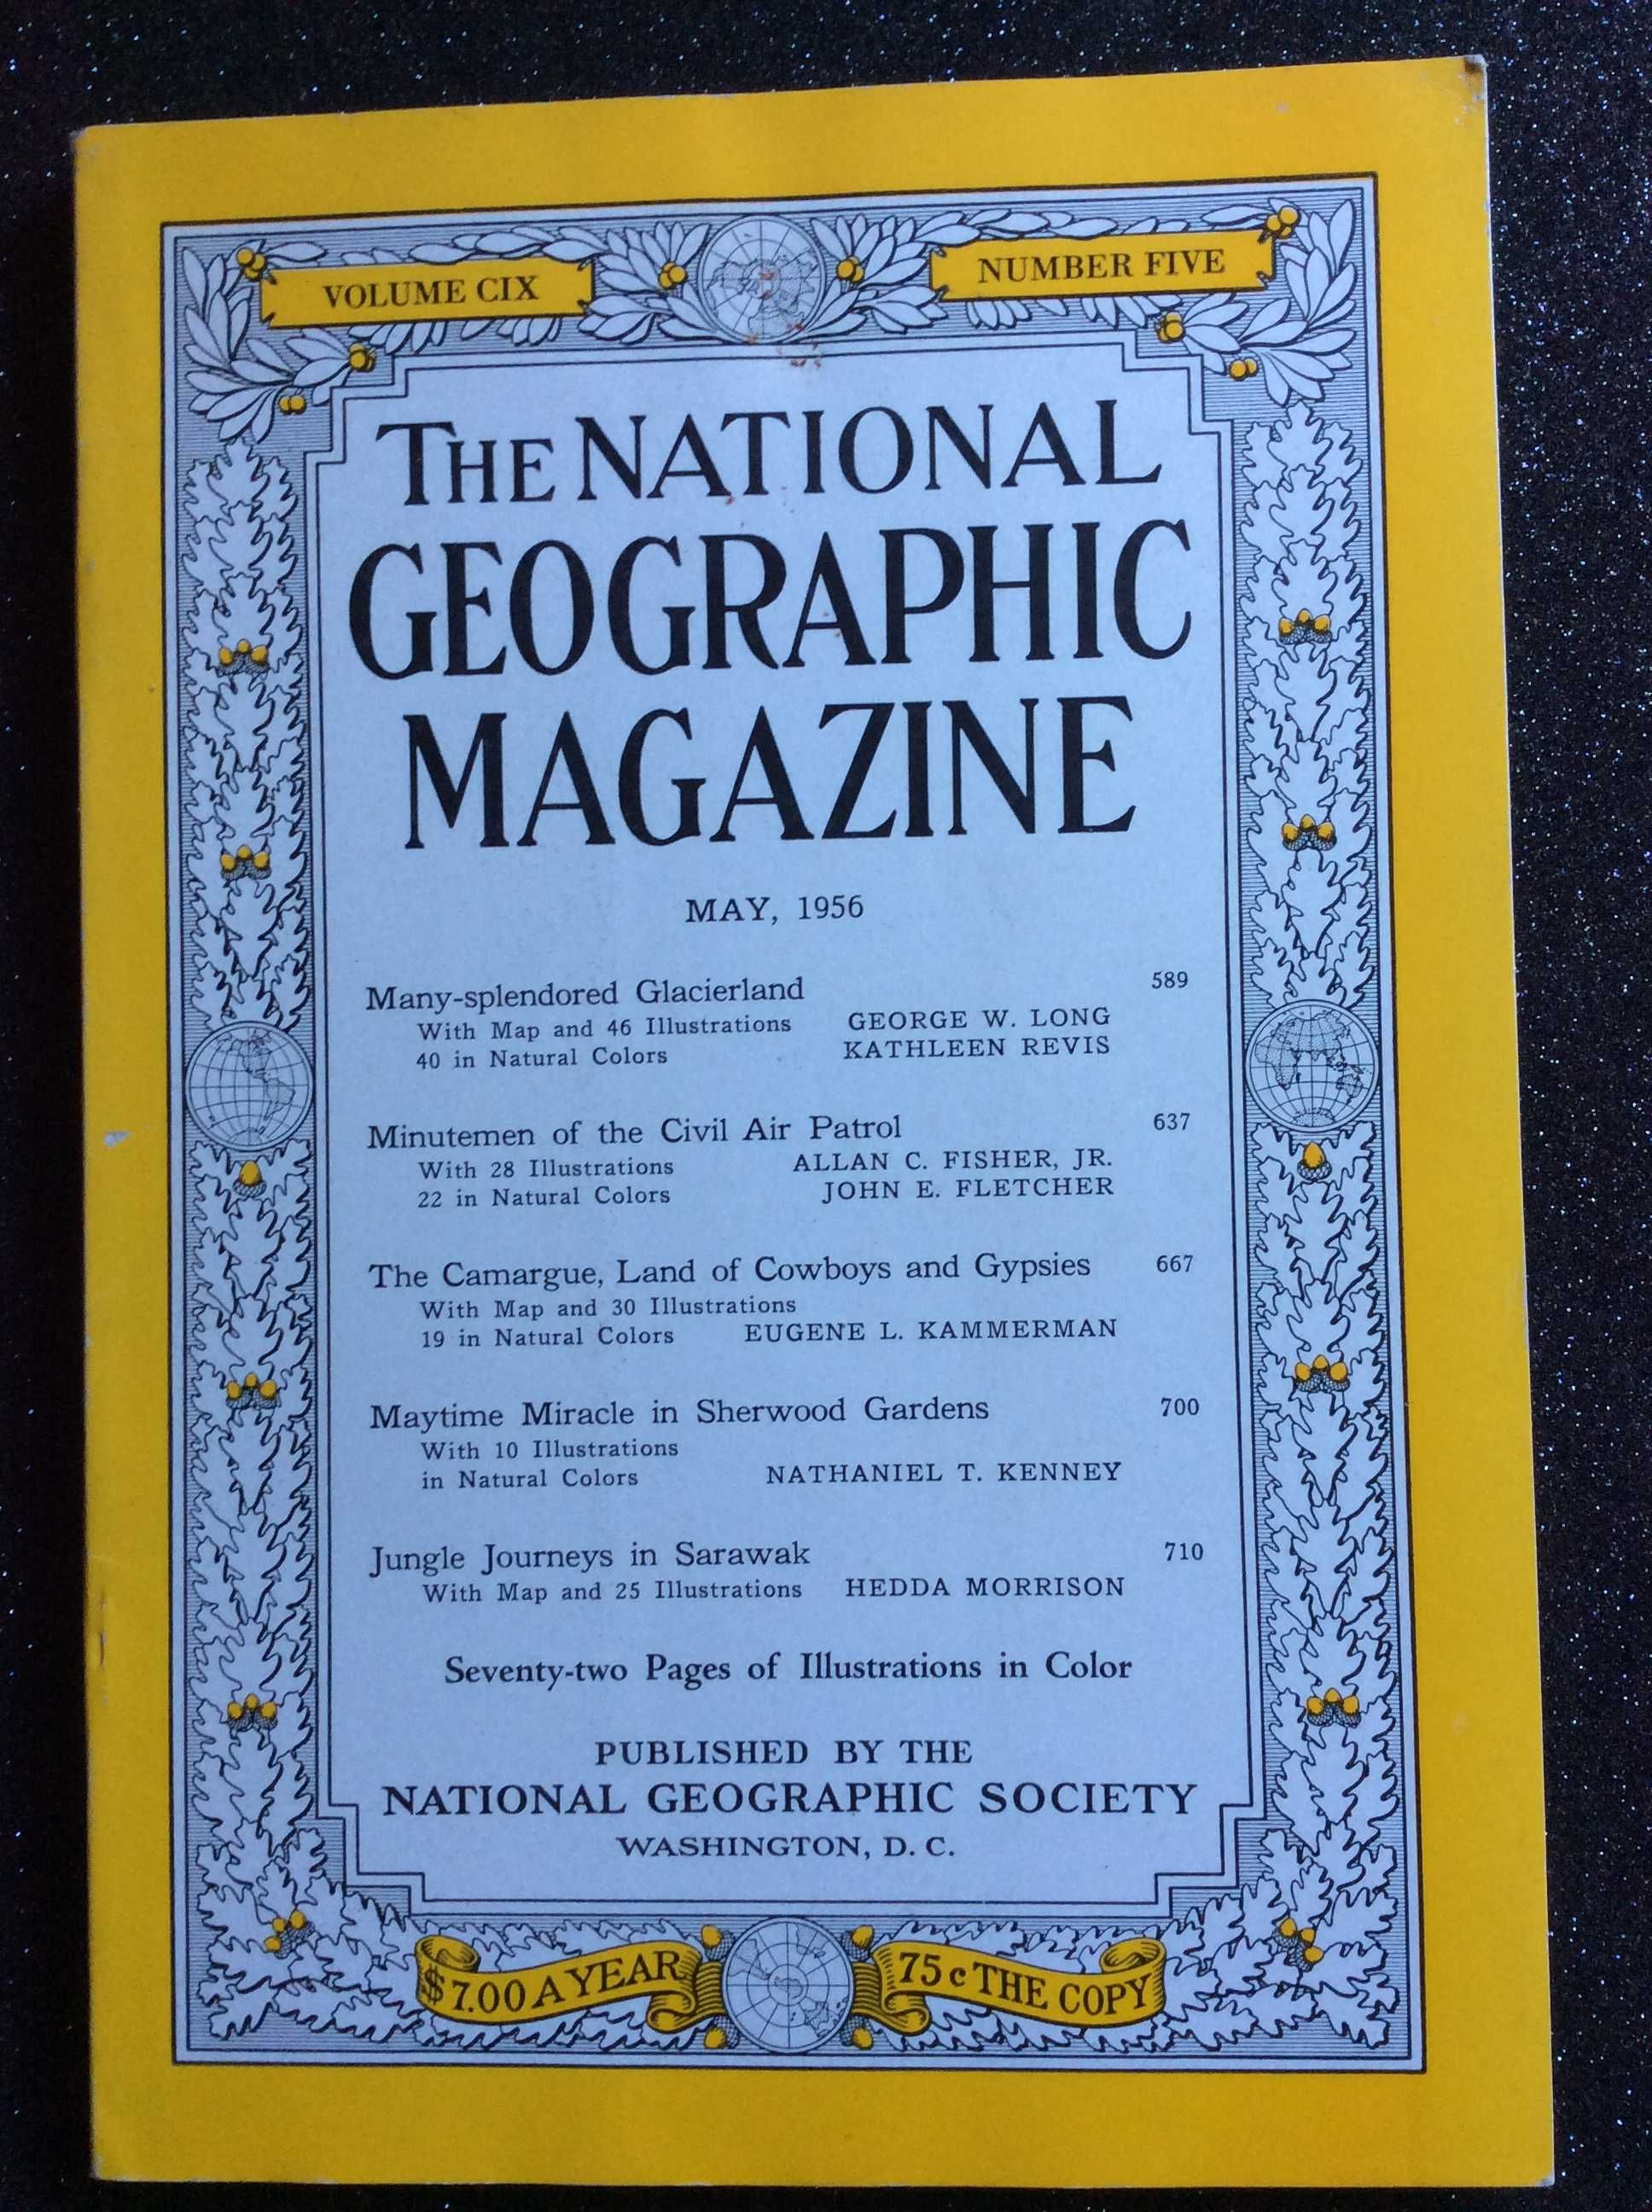 VOLUME CIX
NUMBER FIVE
THE NATIONAL
GEOGRAPHIC
MAGAZINE
MAY, 1956
Many-splendored Glacierland 589
With Map and 46 Illustrations GEORGE W. LONG
40 in Natural Colors KATHLEEN REVIS
Minutemen of the Civil Air Patrol 637
With 28 Illustrations ALLAN C. FISHER, JR.
22 in Natural Colors JOHN E. FLETCHER
The Camargue, Land of Cowboys and Gypsies 667
With Map and 30 Illustrations
19 in Natural Colors EUGENE L. KAMMERMAN
Maytime Miracle in Sherwood Gardens 700
With 10 Illustrations
in Natural Colors NATHANIEL T. KENNEY
Jungle Journeys in Sarawak 710
With Map and 25 Illustrations HEDDA MORRISON
Seventy-two Pages of Illustrations in Color
PUBLISHED BY THE
NATIONAL GEOGRAPHIC SOCIETY
WASHINGTON, D. C.
$7.00 A YEAR
75c THE COPY